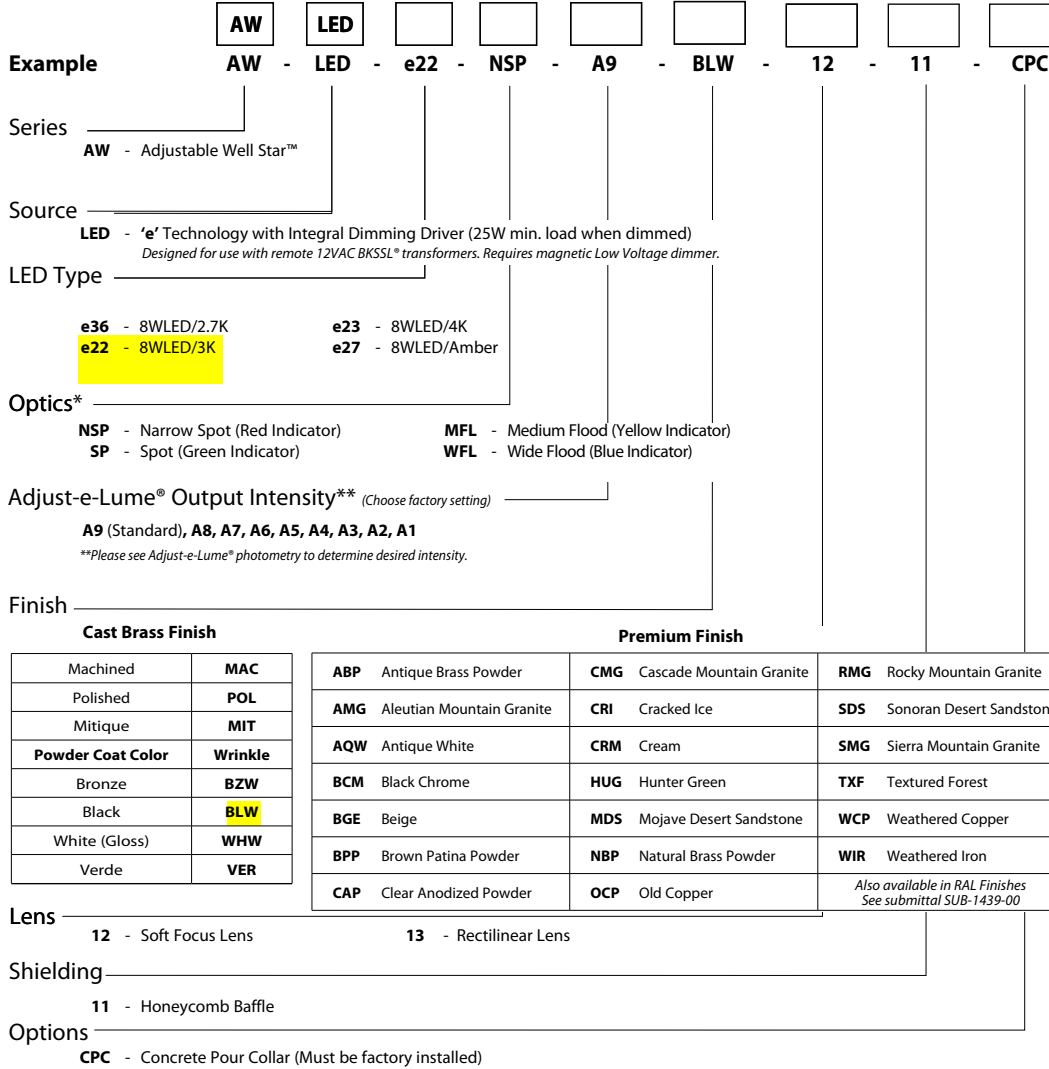 AW LED
Example AW - LED - e22 - NSP - A9 - BLW - 12 - 11 - CPC
Series
AW - Adjustable Well Star™
Source
LED - ‘e’ Technology with Integral Dimming Driver (25W min. load when dimmed)
Designed for use with remote 12VAC BKSSL® transformers. Requires magnetic Low Voltage dimmer.
LED Type
e36 - 8WLED/2.7K e23 - 8WLED/4K
e22 - 8WLED/3K e27 - 8WLED/Amber
Optics*
NSP - Narrow Spot (Red Indicator) MFL - Medium Flood (Yellow Indicator)
SP - Spot (Green Indicator) WFL - Wide Flood (Blue Indicator)
Adjust-e-Lume® Output Intensity** (Choose factory setting)
A9 (Standard), A8, A7, A6, A5, A4, A3, A2, A1
**Please see Adjust-e-Lume® photometry to determine desired intensity.
Finish
Cast Brass Finish
Machined MAC
Polished POL
Mitique MIT
Powder Coat Color Wrinkle
Bronze BZW
Black BLW
White (Gloss) WHW
Verde VER
Premium Finish
ABP Antique Brass Powder CMG Cascade Mountain Granite RMG Rocky Mountain Granite
AMG Aleutian Mountain Granite CRI Cracked Ice SDS Sonoran Desert Sandston
AQW Antique White CRM Cream SMG Sierra Mountain Granite
BCM Black Chrome HUG Hunter Green TXF Textured Forest
BGE Beige MDS Mojave Desert Sandstone WCP Weathered Copper
BPP Brown Patina Powder NBP Natural Brass Powder WIR Weathered Iron
CAP Clear Anodized Powder OCP Old Copper Also available in RAL Finishes
See submittal SUB-1439-00
Lens
12 - Soft Focus Lens 13 - Rectilinear Lens
Shielding
11 - Honeycomb Baffle
Options
CPC - Concrete Pour Collar (Must be factory installed)